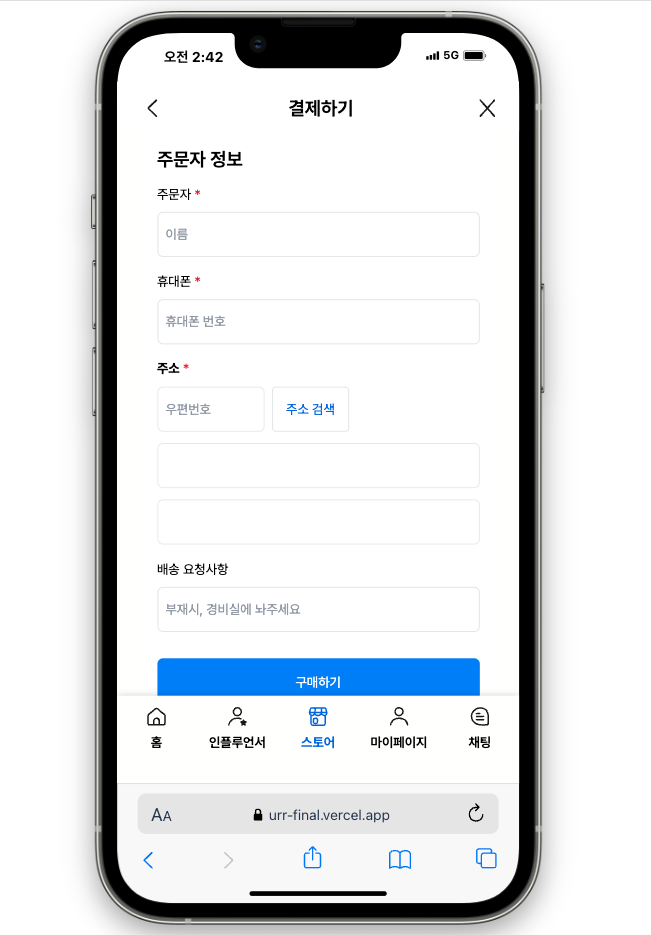 오전 2:42
5G
결제하기
주문자 정보
주문자 *
이름
휴대폰 *
휴대폰 번호
주소 *
우편번호
주소 검색
배송 요청사항
부재시, 경비실에 놔주세요
구매하기
홈
인플루언서
스토어
마이페이지
채팅
AA
urr-final.vercel.app